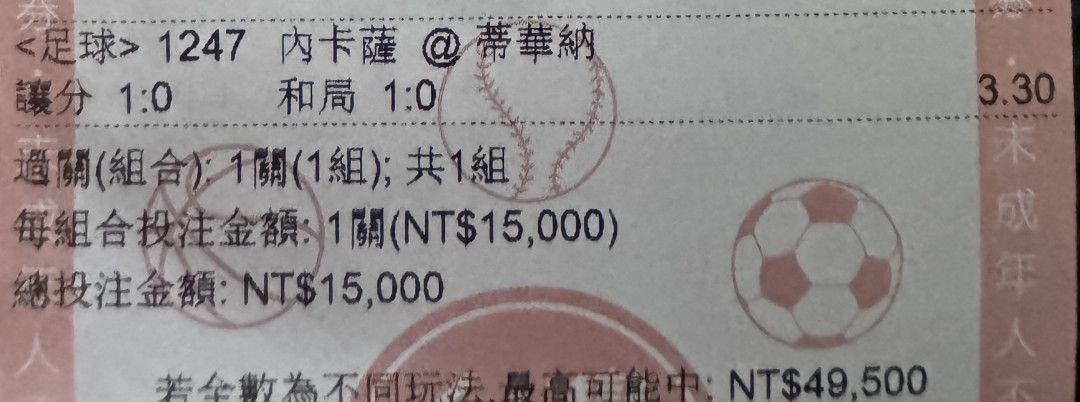 <足球> 1247 內卡薩 @ 蒂華納
讓分 1:0 和局 1:0 3.30
過關(組合); 1關(1組); 共1組
每組合投注金額: 1關(NT$15,000)
總投注金額: NT$15,000
若全數為不同玩法,最高可能中: NT$49,500
未成年人